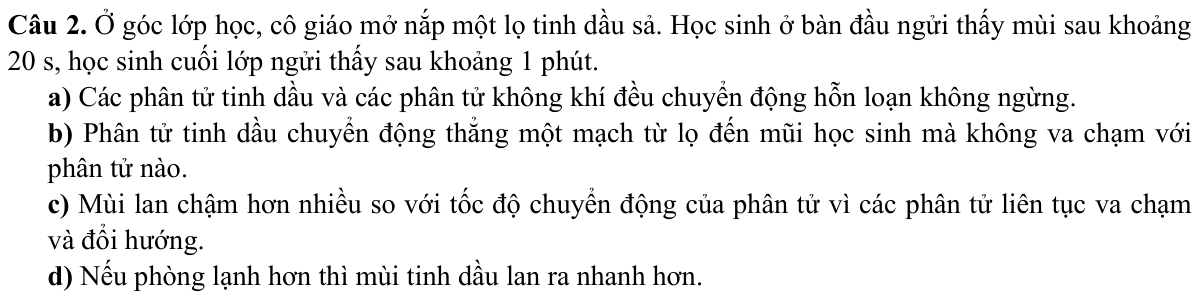 Câu 2. Ở góc lớp học, cô giáo mở nắp một lọ tinh dầu sả. Học sinh ở bàn đầu ngửi thấy mùi sau khoảng
20 s, học sinh cuối lớp ngửi thấy sau khoảng 1 phút.
a) Các phân tử tinh dầu và các phân tử không khí đều chuyển động hỗn loạn không ngừng.
b) Phân tử tinh dầu chuyển động thẳng một mạch từ lọ đến mũi học sinh mà không va chạm với
phân tử nào.
c) Mùi lan chậm hơn nhiều so với tốc độ chuyển động của phân tử vì các phân tử liên tục va chạm
và đổi hướng.
d) Nếu phòng lạnh hơn thì mùi tinh dầu lan ra nhanh hơn.